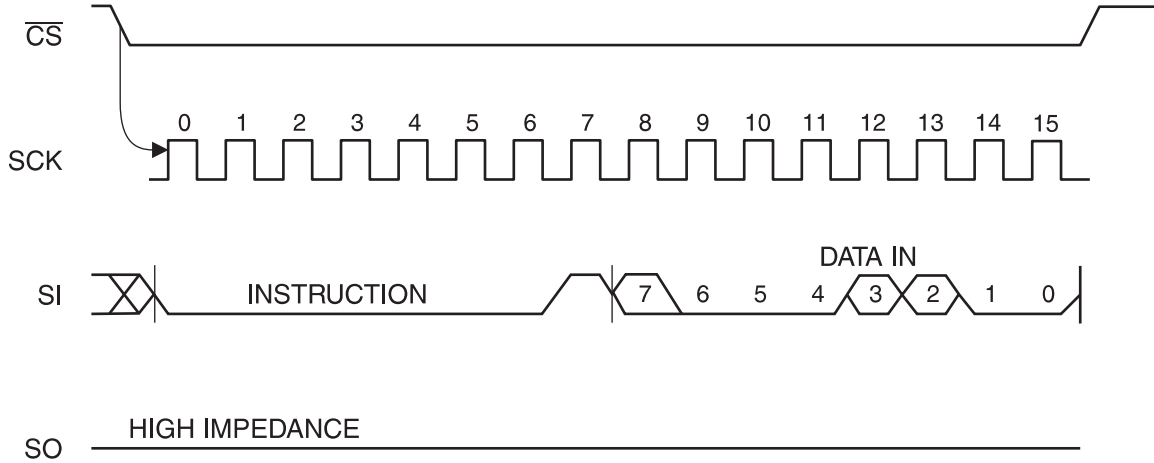 CS
0 1 2 3 4 5 6 7 8 9 10 11 12 13 14 15
SCK
DATA IN
SI INSTRUCTION 7 6 5 4 3 2 1 0
HIGH IMPEDANCE
SO